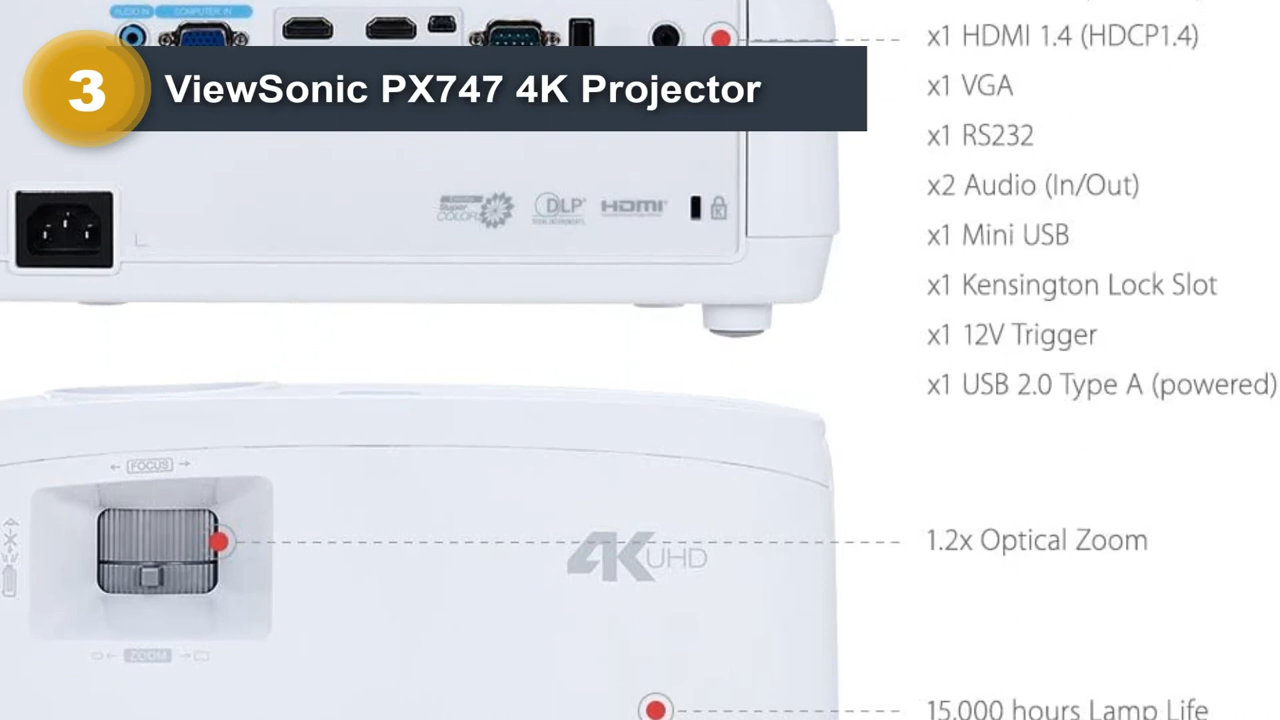 AUDIO IN
COMPUTER IN
3
ViewSonic PX747 4K Projector
x1 HDMI 1.4 (HDCP1.4)
x1 VGA
x1 RS232
x2 Audio (In/Out)
x1 Mini USB
x1 Kensington Lock Slot
x1 12V Trigger
x1 USB 2.0 Type A (powered)
Super
COLOR
DLP
HDMI
K
← FOCUS →
4K UHD
1.2x Optical Zoom
ZOOM
15,000 hours Lamp Life